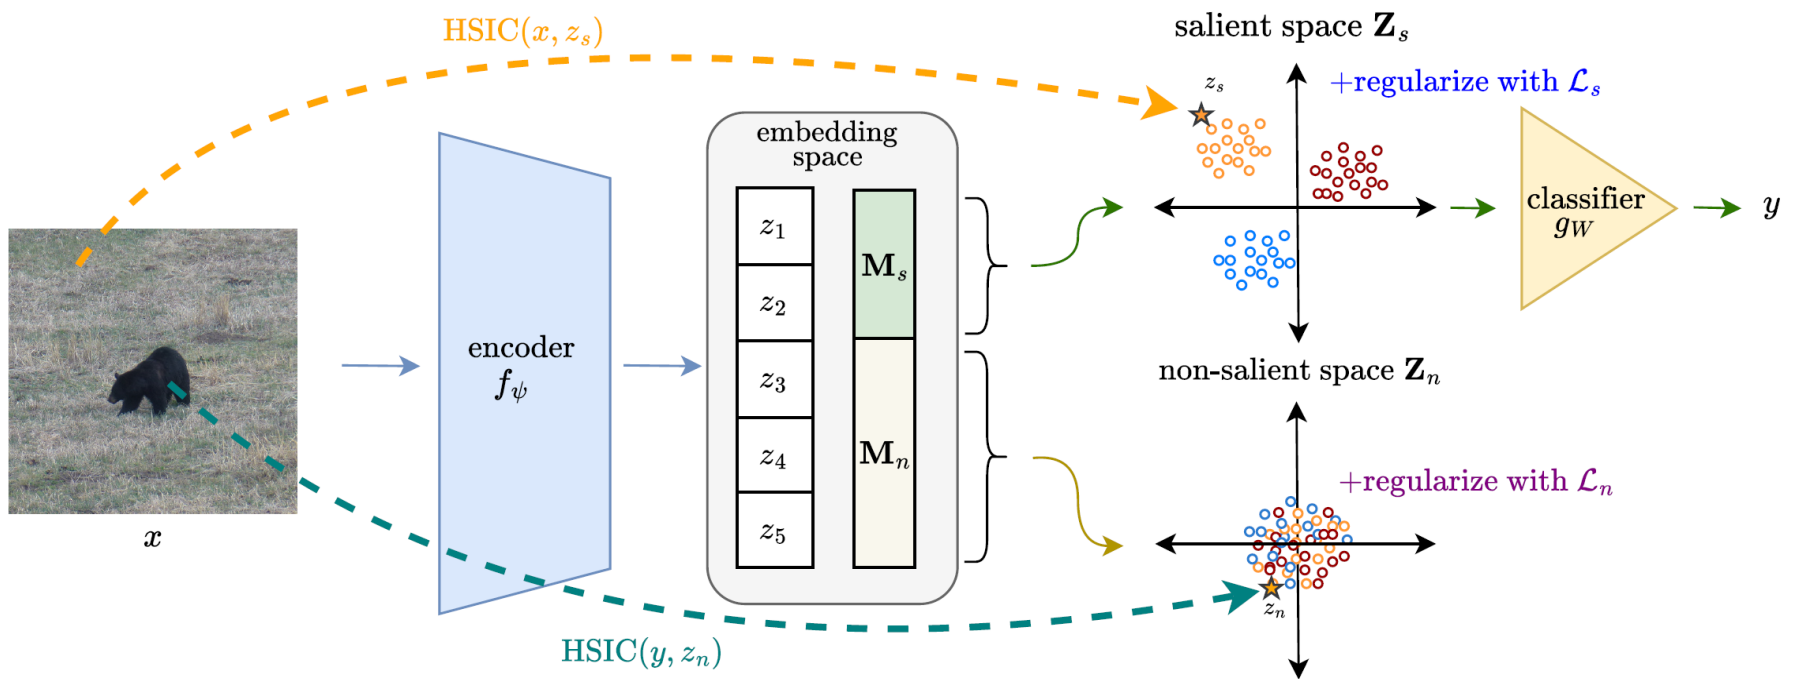 HSIC(x, z_s)
salient space Z_s
z_s
+regularize with ℒ_s
embedding
space
z_1
z_2
z_3
z_4
z_5
M_s
M_n
encoder
f_ψ
classifier
g_W
y
non-salient space Z_n
+regularize with ℒ_n
z_n
x
HSIC(y, z_n)